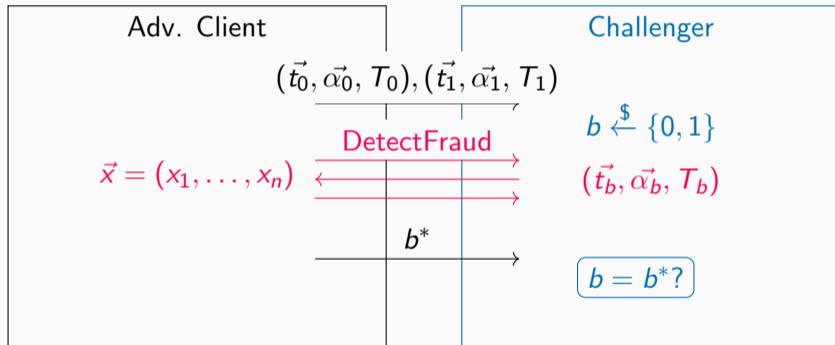 Adv. Client
Challenger
(t⃗₀, α⃗₀, T₀), (t⃗₁, α⃗₁, T₁)
b ←$ {0, 1}
DetectFraud
x⃗ = (x₁, . . . , xₙ)
(t⃗_b, α⃗_b, T_b)
b*
b = b*?